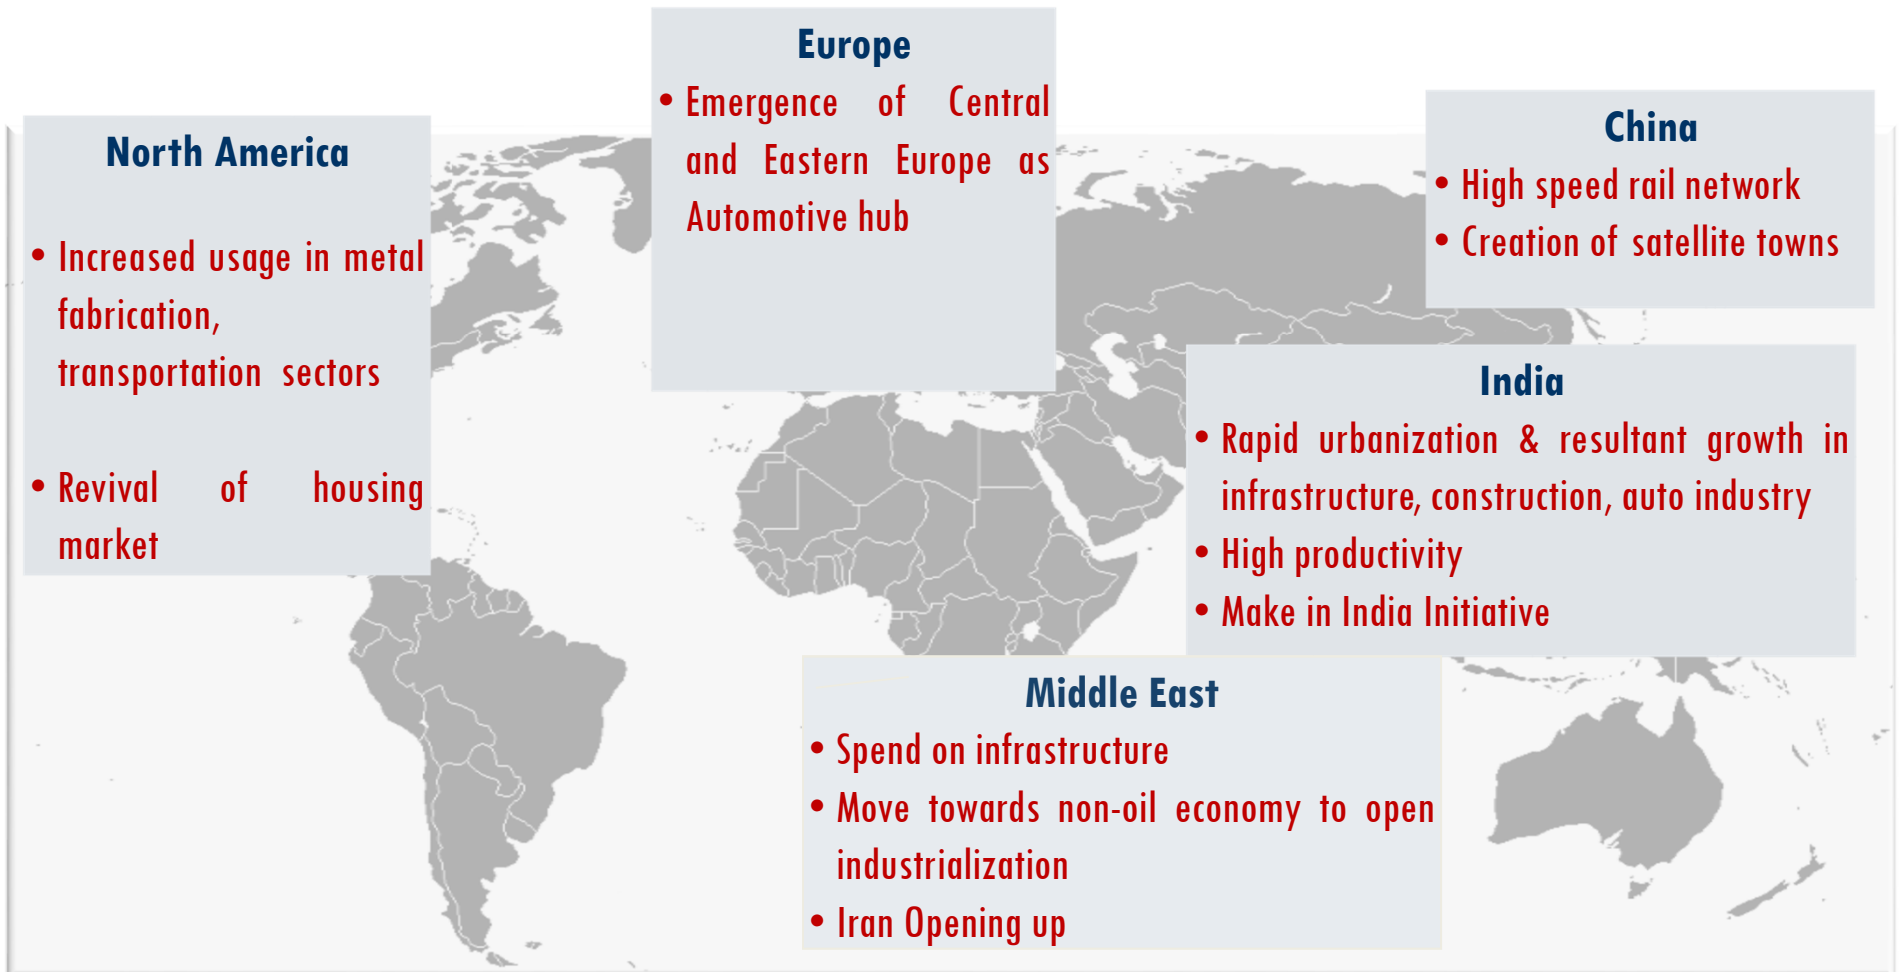 Europe
• Emergence of Central
and Eastern Europe as
Automotive hub
North America
• Increased usage in metal
fabrication,
transportation sectors
• Revival of housing
market
China
• High speed rail network
• Creation of satellite towns
India
• Rapid urbanization & resultant growth in
infrastructure, construction, auto industry
• High productivity
• Make in India Initiative
Middle East
• Spend on infrastructure
• Move towards non-oil economy to open
industrialization
• Iran Opening up